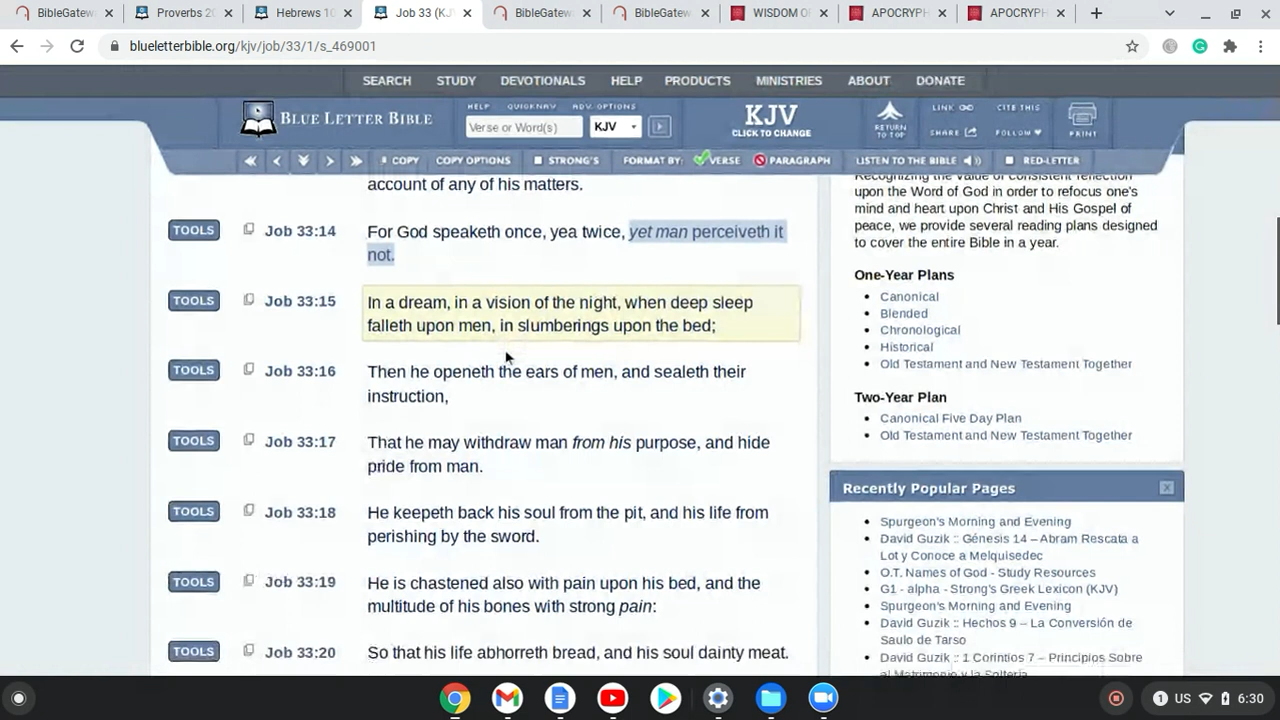 BibleGatew
Proverbs 20
Hebrews 10
Job 33 (KJ
BibleGatew
BibleGatew
WISDOM O
APOCRYPH
APOCRYPH
blueletterbible.org/kjv/job/33/1/s_469001
SEARCH STUDY DEVOTIONALS HELP PRODUCTS MINISTRIES ABOUT DONATE
BLUE LETTER BIBLE
HELP QUICKNAV ADV. OPTIONS
Verse or Word(s) KJV
KJV
CLICK TO CHANGE
RETURN
TO TOP
LINK CITE THIS
SHARE FOLLOW
PRINT
COPY COPY OPTIONS STRONG'S FORMAT BY: VERSE PARAGRAPH LISTEN TO THE BIBLE RED-LETTER
account of any of his matters.
TOOLS Job 33:14 For God speaketh once, yea twice, yet man perceiveth it
not.
TOOLS Job 33:15 In a dream, in a vision of the night, when deep sleep
falleth upon men, in slumberings upon the bed;
TOOLS Job 33:16 Then he openeth the ears of men, and sealeth their
instruction,
TOOLS Job 33:17 That he may withdraw man from his purpose, and hide
pride from man.
TOOLS Job 33:18 He keepeth back his soul from the pit, and his life from
perishing by the sword.
TOOLS Job 33:19 He is chastened also with pain upon his bed, and the
multitude of his bones with strong pain:
TOOLS Job 33:20 So that his life abhorreth bread, and his soul dainty meat.
Recognizing the value of consistent reflection
upon the Word of God in order to refocus one's
mind and heart upon Christ and His Gospel of
peace, we provide several reading plans designed
to cover the entire Bible in a year.
One-Year Plans
Canonical
Blended
Chronological
Historical
Old Testament and New Testament Together
Two-Year Plan
Canonical Five Day Plan
Old Testament and New Testament Together
Recently Popular Pages
Spurgeon's Morning and Evening
David Guzik :: Génesis 14 – Abram Rescata a
Lot y Conoce a Melquisedec
O.T. Names of God - Study Resources
G1 - alpha - Strong's Greek Lexicon (KJV)
Spurgeon's Morning and Evening
David Guzik :: Hechos 9 – La Conversión de
Saulo de Tarso
David Guzik :: 1 Corintios 7 – Principios Sobre
al Matrimonio y la Soltería
1 US 6:30